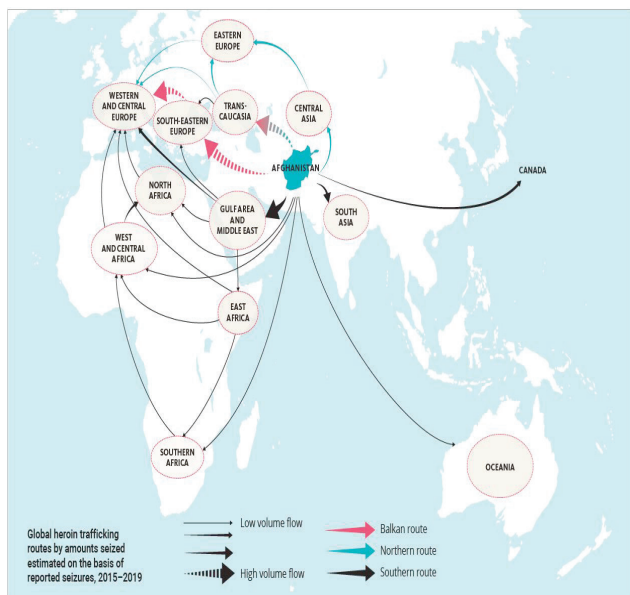 EASTERN
EUROPE
WESTERN
AND CENTRAL
EUROPE
TRANS-
CAUCASIA
CENTRAL
ASIA
SOUTH-EASTERN
EUROPE
AFGHANISTAN
CANADA
NORTH
AFRICA
GULF AREA
AND
MIDDLE EAST
SOUTH
ASIA
WEST
AND CENTRAL
AFRICA
EAST
AFRICA
SOUTHERN
AFRICA
OCEANIA
Global heroin trafficking
routes by amounts seized
estimated on the basis of
reported seizures, 2015–2019
Low volume flow
High volume flow
Balkan route
Northern route
Southern route